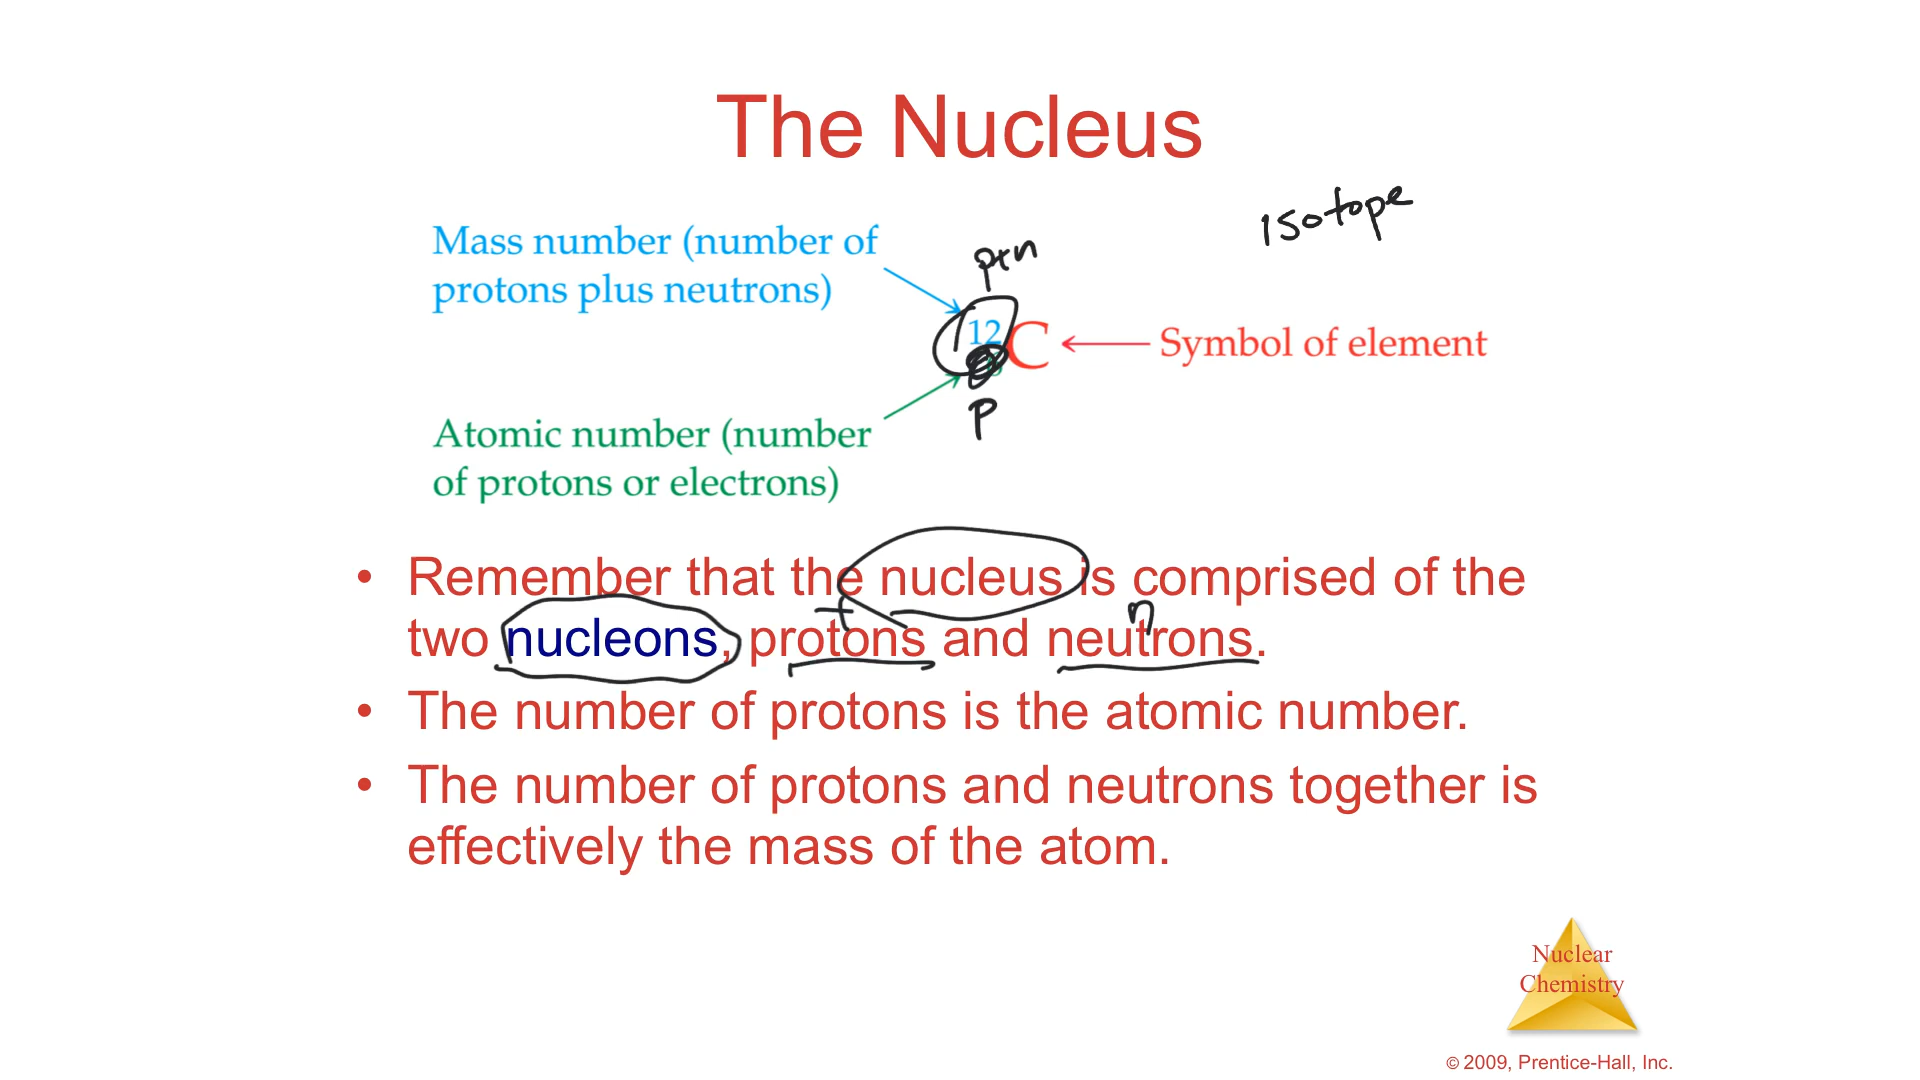 The Nucleus
isotope
Mass number (number of
protons plus neutrons)
p+n
12
C
Symbol of element
p
Atomic number (number
of protons or electrons)
• Remember that the nucleus is comprised of the
+
n
two nucleons, protons and neutrons.
• The number of protons is the atomic number.
• The number of protons and neutrons together is
effectively the mass of the atom.
Nuclear
Chemistry
© 2009, Prentice-Hall, Inc.